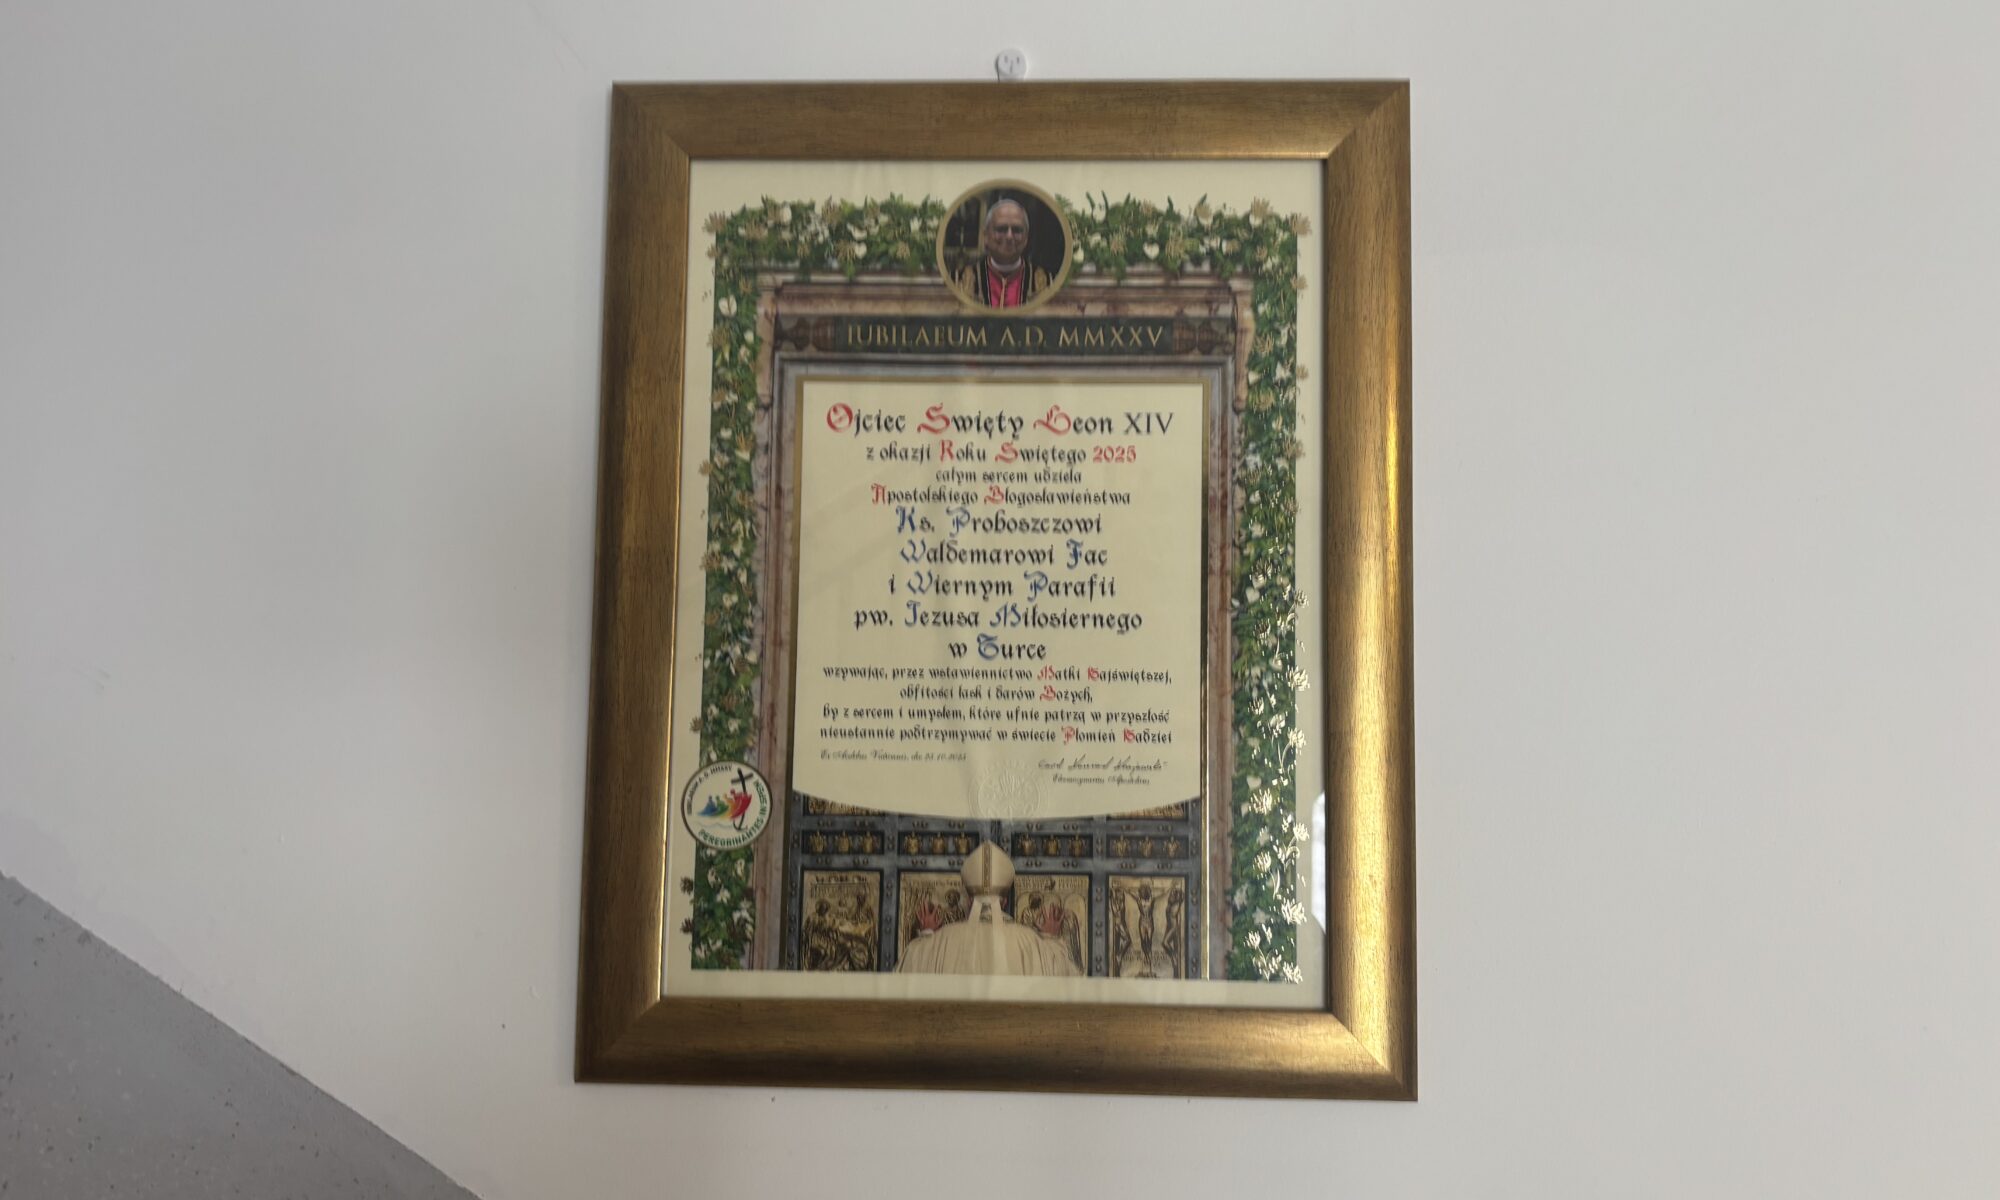 IUBILAEUM A.D. MMXXV
Ojciec Święty Leon XIV
z okazji Roku Świętego 2025
całym sercem udziela
Apostolskiego Błogosławieństwa
Ks. Proboszczowi
Waldemarowi Fac
i Wiernym Parafii
pw. Jezusa Miłosiernego
w Turce
wzywając, przez wstawiennictwo Matki Najświętszej,
obfitości łask i darów Bożych,
by z sercem i umysłem, które ufnie patrzą w przyszłość
nieustannie podtrzymywać w świecie Płomień Nadziei
PEREGRINANTES IN SPEM